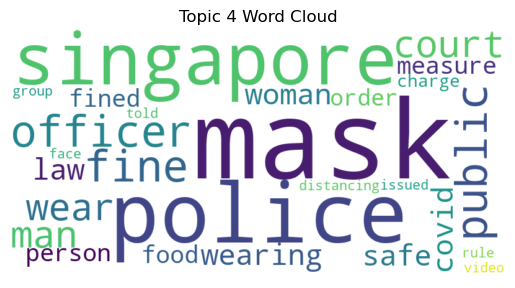 Topic 4 Word Cloud
singapore
court
measure
group
fined
woman
order
charge
told
officer
mask
public
face
law
fine
distancing
issued
wear
police
covid
man
person
food
wearing
safe
rule
video